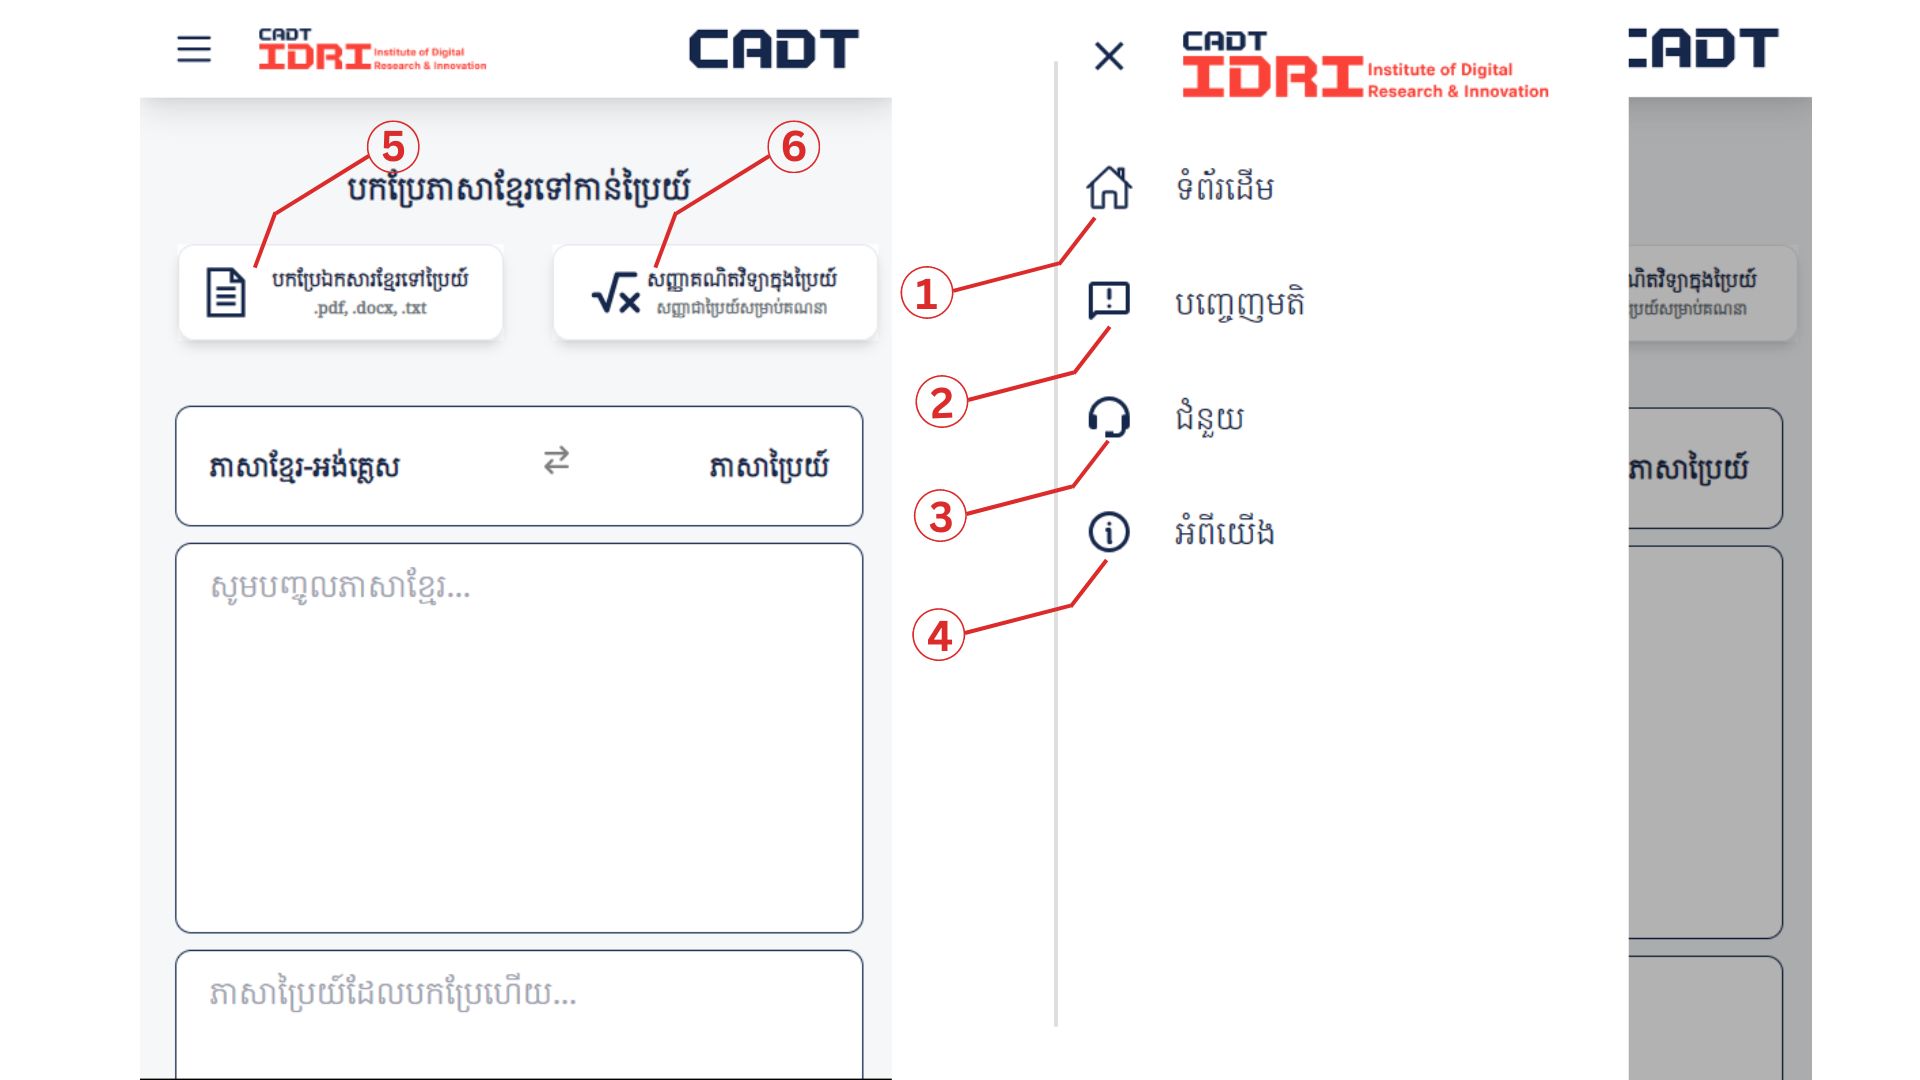 CADT
IDRI Institute of Digital
Research & Innovation
CADT
5
6
បកប្រែភាសាខ្មែរទៅកាន់ប្រៃយ៍
បកប្រែឯកសារខ្មែរទៅប្រៃយ៍
.pdf, .docx, .txt
សញ្ញាគណិតវិទ្យាក្នុងប្រៃយ៍
សញ្ញាជាប្រៃយ៍សម្រាប់គណនា
ភាសាខ្មែរ-អង់គ្លេស
ភាសាប្រៃយ៍
សូមបញ្ចូលភាសាខ្មែរ...
ភាសាប្រៃយ៍ដែលបកប្រែហើយ...
CADT
IDRI Institute of Digital
Research & Innovation
1
ទំព័រដើម
2
បញ្ចេញមតិ
3
ជំនួយ
4
អំពីយើង
CADT
ណិតវិទ្យាក្នុងប្រៃយ៍
ប្រៃយ៍សម្រាប់គណនា
ភាសាប្រៃយ៍